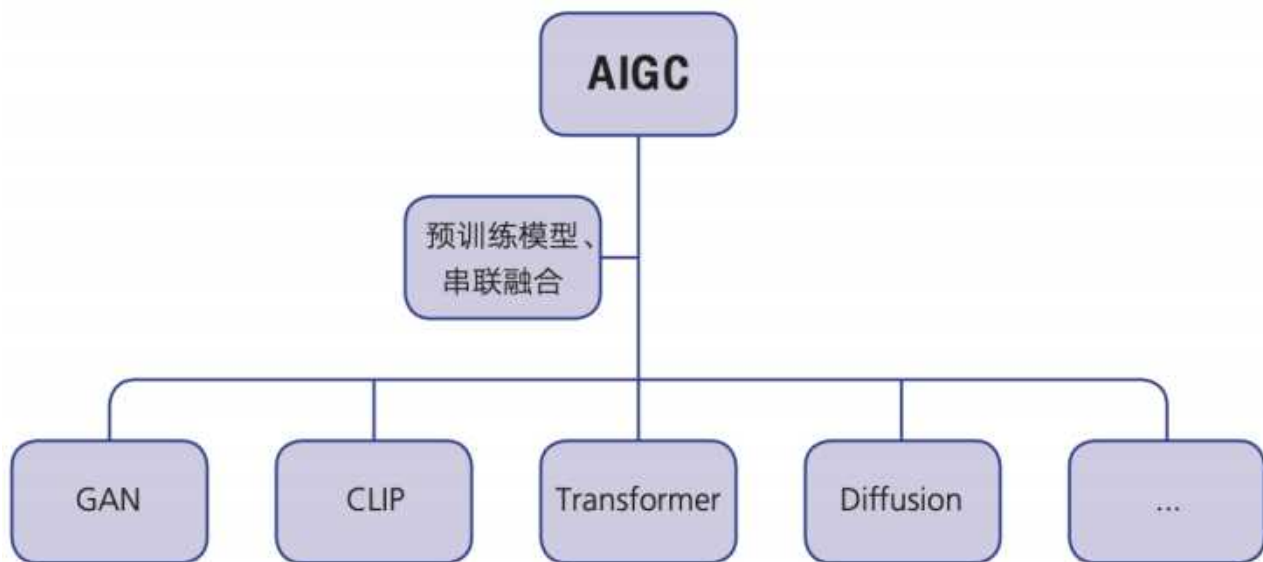 AIGC
预训练模型、
串联融合
GAN
CLIP
Transformer
Diffusion
...